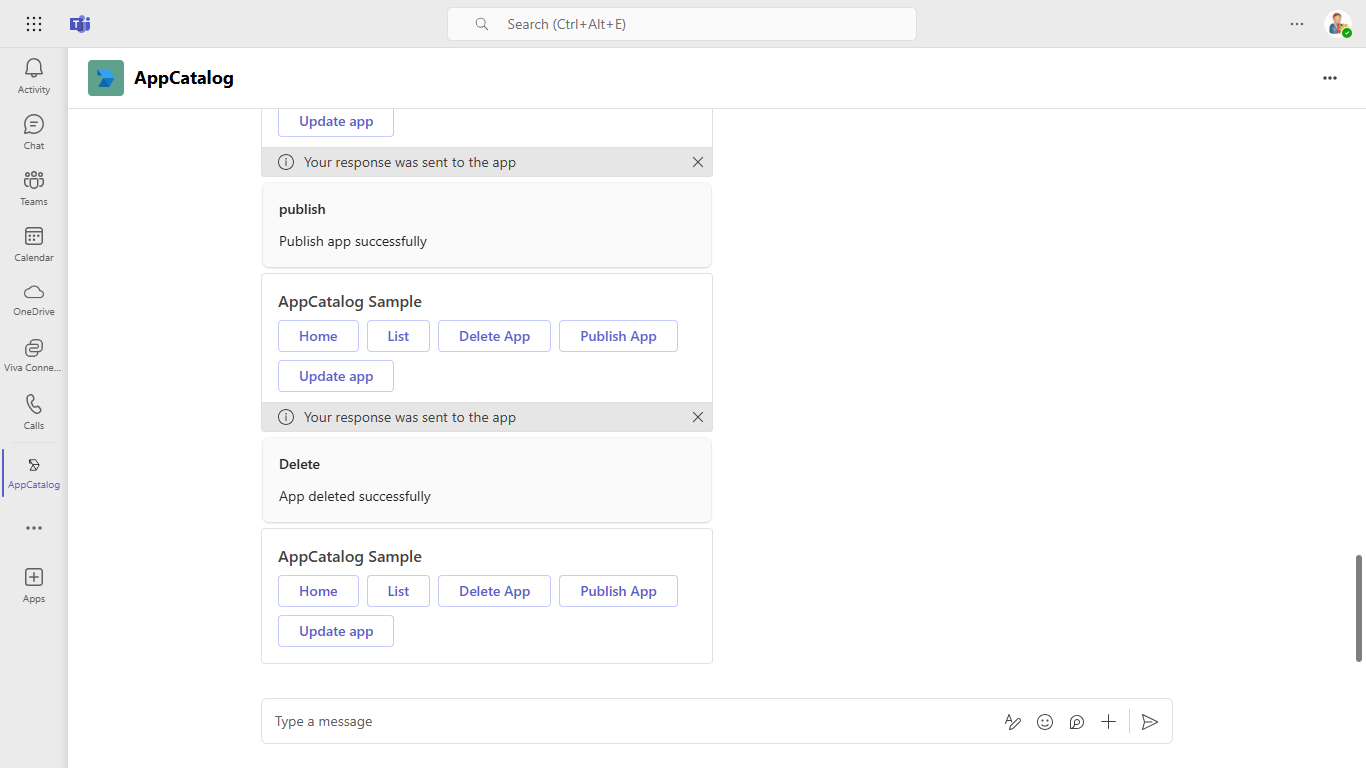 Search (Ctrl+Alt+E)
AppCatalog
Activity
Chat
Teams
Calendar
OneDrive
Viva Conne...
Calls
AppCatalog
Apps
Update app
Your response was sent to the app
publish
Publish app successfully
AppCatalog Sample
Home List Delete App Publish App
Update app
Your response was sent to the app
Delete
App deleted successfully
AppCatalog Sample
Home List Delete App Publish App
Update app
Type a message